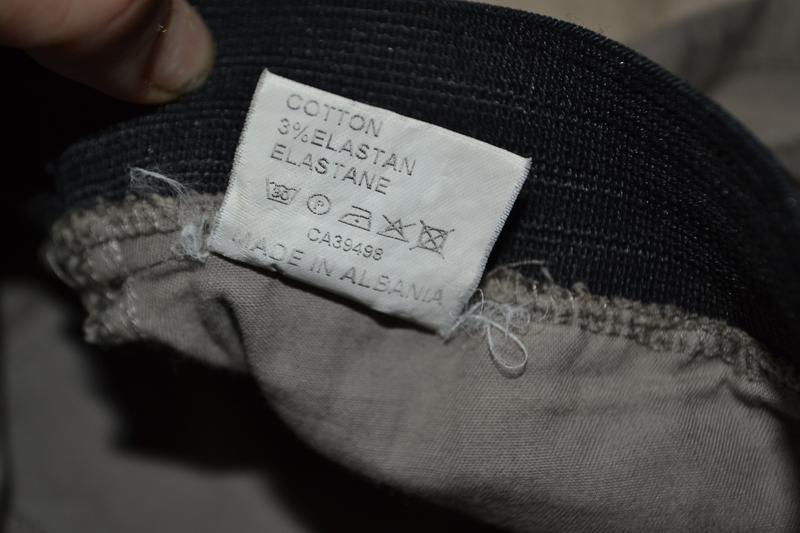 COTTON
3%ELASTAN
ELASTANE
30 P
CA39498
MADE IN ALBANIA